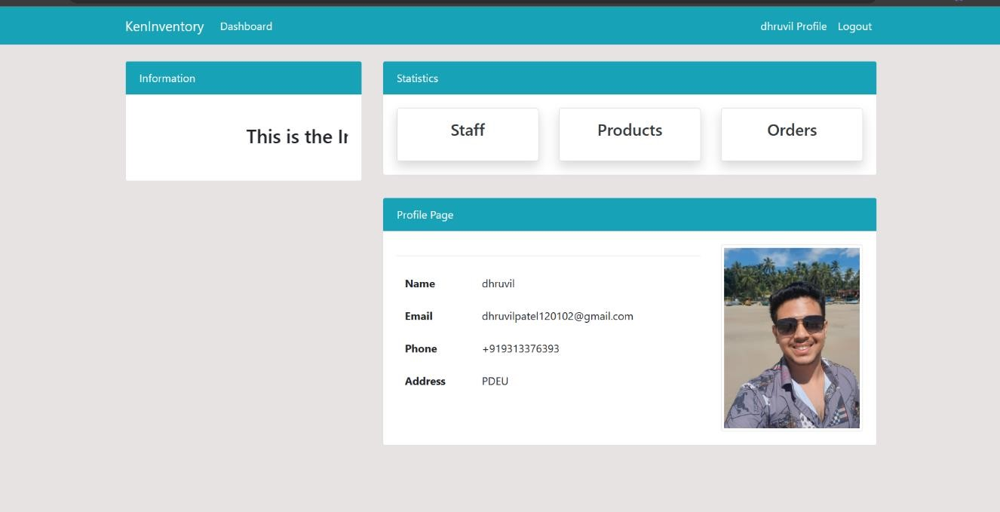 KenInventory Dashboard dhruvil Profile Logout
Information
This is the
Statistics
Staff Products Orders
Profile Page
Name dhruvil
Email dhruvilpatel120102@gmail.com
Phone +919313376393
Address PDEU